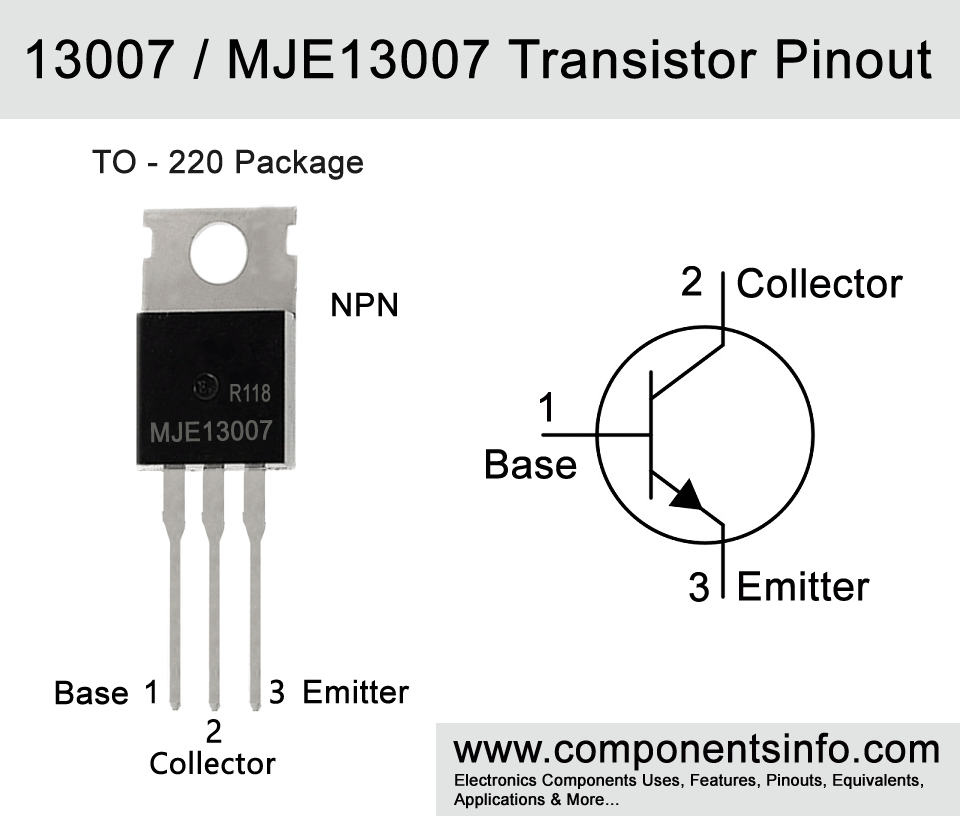 13007 / MJE13007 Transistor Pinout
TO - 220 Package
NPN
R118
MJE13007
Base 1
2
Collector
3 Emitter
2 Collector
1
Base
3 Emitter
www.componentsinfo.com
Electronics Components Uses, Features, Pinouts, Equivalents,
Applications & More...